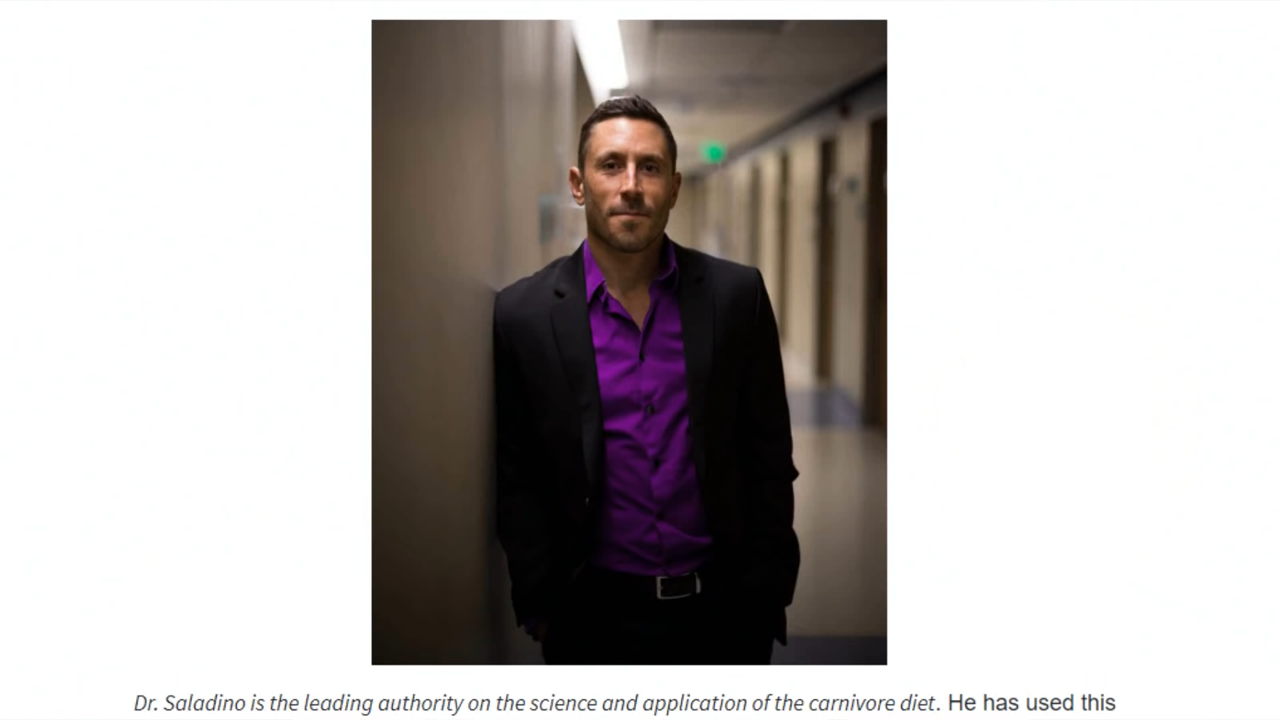 Dr. Saladino is the leading authority on the science and application of the carnivore diet. He has used this